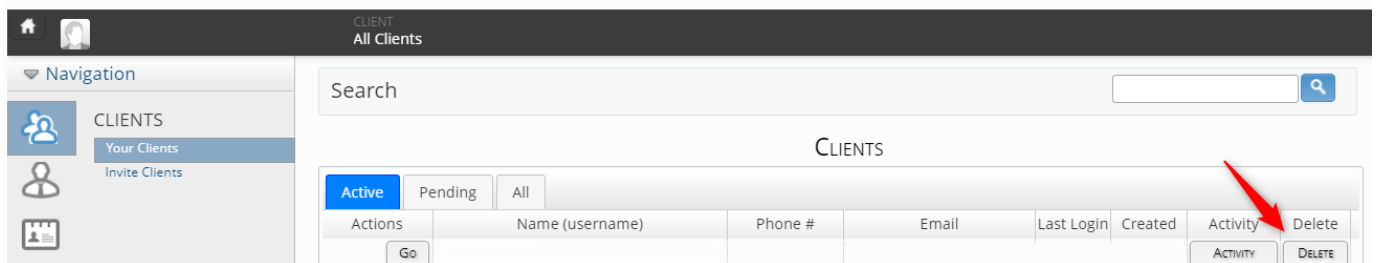 CLIENT
All Clients
Navigation
Search
CLIENTS
Your Clients
Invite Clients
CLIENTS
Active Pending All
Actions Name (username) Phone # Email Last Login Created Activity Delete
Go ACTIVITY DELETE